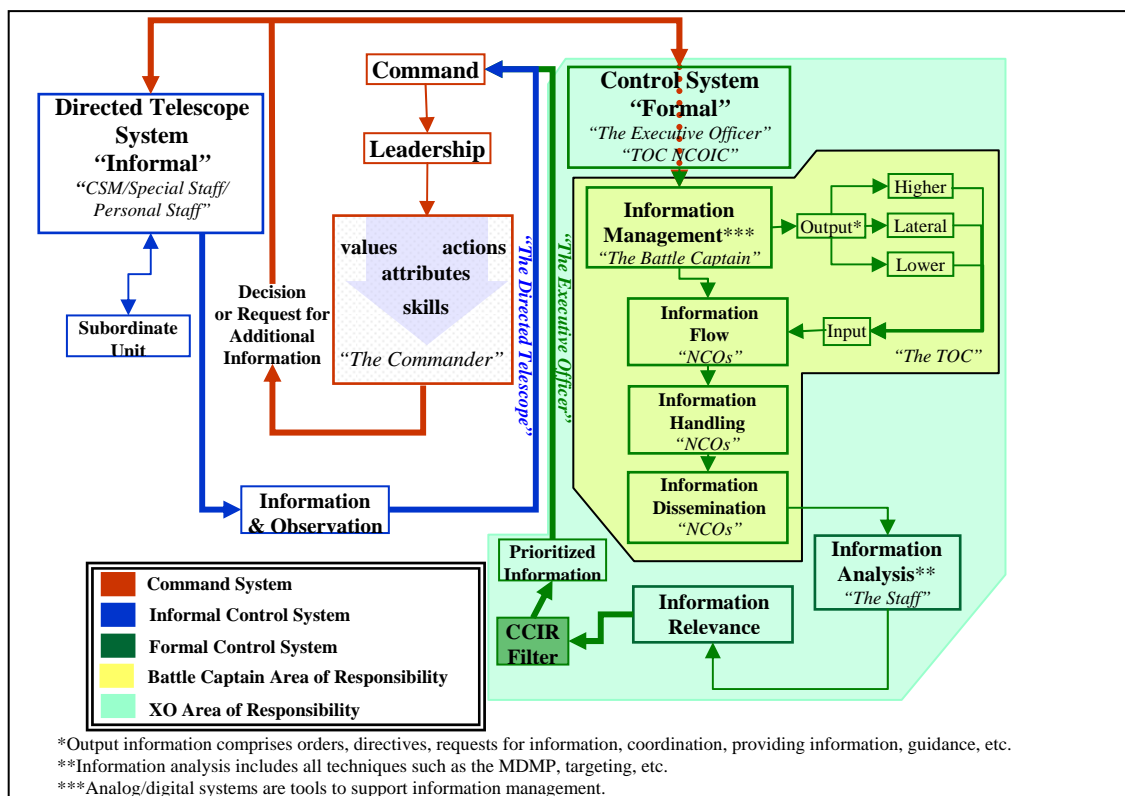 Command
Leadership
values actions
attributes
skills
“The Commander”
Directed Telescope
System
“Informal”
“CSM/Special Staff/
Personal Staff”
Subordinate
Unit
Decision
or Request for
Additional
Information
Information
& Observation
“The Directed Telescope”
“The Executive Officer”
Control System
“Formal”
“The Executive Officer”
“TOC NCOIC”
Information
Management***
“The Battle Captain”
Output*
Higher
Lateral
Lower
Input
“The TOC”
Information
Flow
“NCOs”
Information
Handling
“NCOs”
Information
Dissemination
“NCOs”
Information
Analysis**
“The Staff”
Information
Relevance
CCIR
Filter
Prioritized
Information
Command System
Informal Control System
Formal Control System
Battle Captain Area of Responsibility
XO Area of Responsibility
*Output information comprises orders, directives, requests for information, coordination, providing information, guidance, etc.
**Information analysis includes all techniques such as the MDMP, targeting, etc.
***Analog/digital systems are tools to support information management.